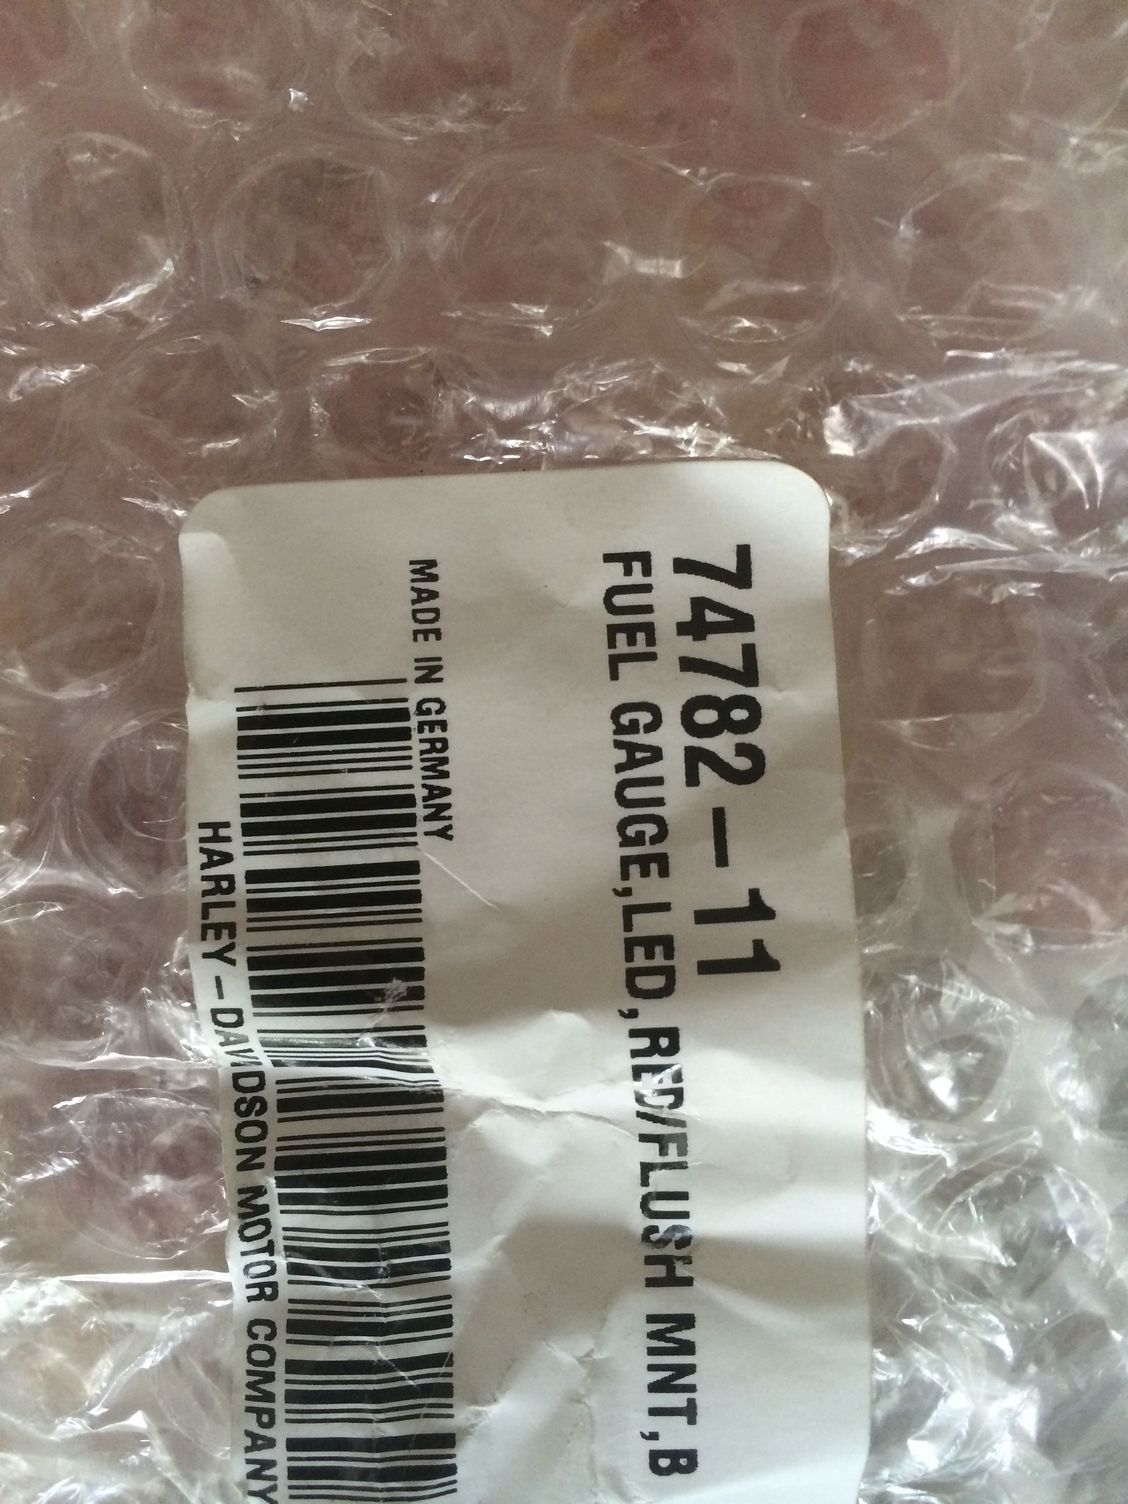 74782-11
FUEL GAUGE,LED,RED/FLUSH MNT,B
MADE IN GERMANY
HARLEY-DAVIDSON MOTOR COMPANY